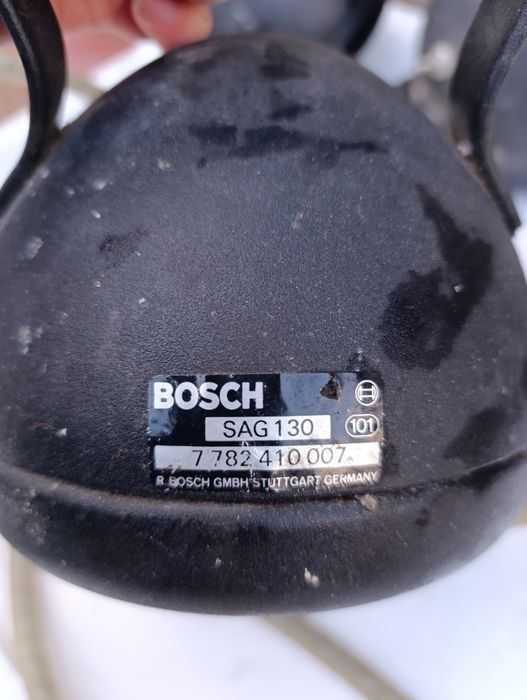 BOSCH
SAG 130
101
7 782 410 007
R. BOSCH GMBH STUTTGART GERMANY